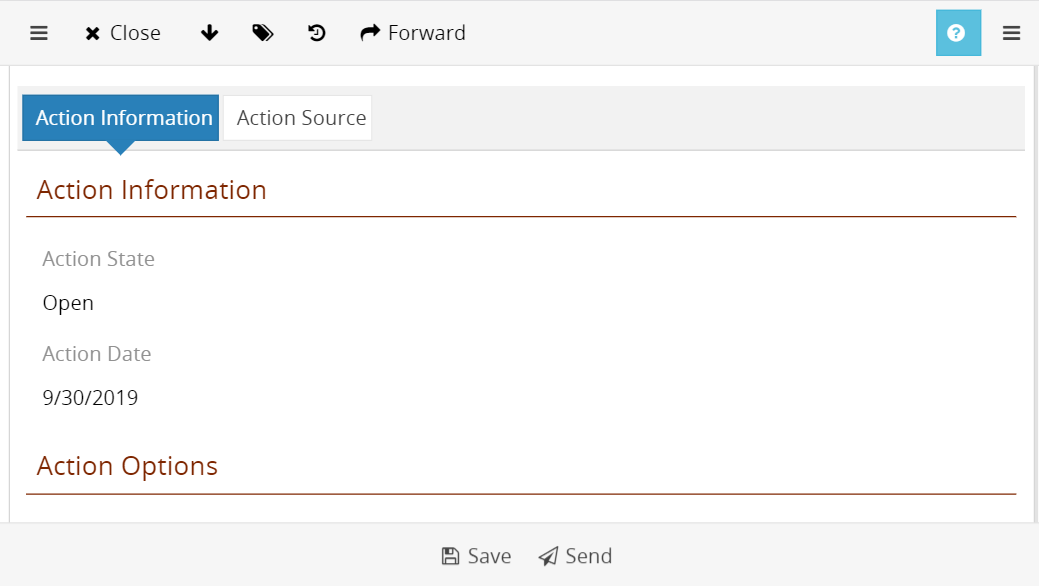 Close Forward ?
Action Information Action Source
Action Information
Action State
Open
Action Date
9/30/2019
Action Options
Save Send